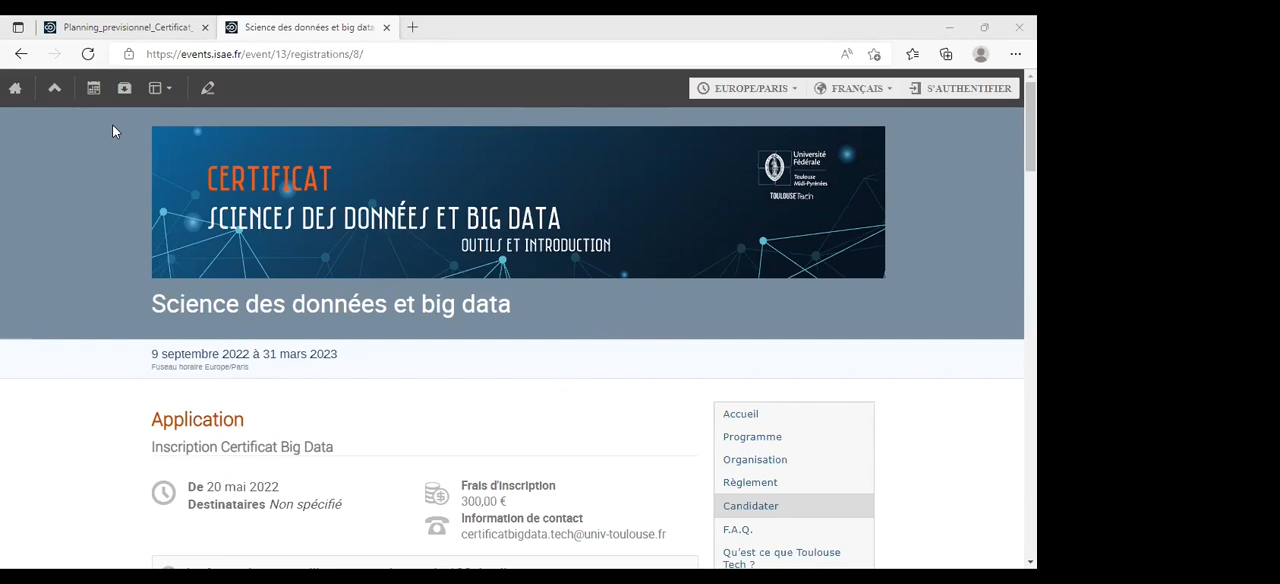 Planning_previsionnel_Certificat_
Science des données et big data
https://events.isae.fr/event/13/registrations/8/
EUROPE/PARIS
FRANÇAIS
S'AUTHENTIFIER
CERTIFICAT
SCIENCES DES DONNÉES ET BIG DATA
OUTILS ET INTRODUCTION
Université
Fédérale
Toulouse
Midi-Pyrénées
TOULOUSE Tech
Science des données et big data
9 septembre 2022 à 31 mars 2023
Fuseau horaire Europe/Paris
Application
Inscription Certificat Big Data
De 20 mai 2022
Destinataires Non spécifié
Frais d'inscription
300,00 €
Information de contact
certificatbigdata.tech@univ-toulouse.fr
Accueil
Programme
Organisation
Règlement
Candidater
F.A.Q.
Qu'est ce que Toulouse
Tech ?